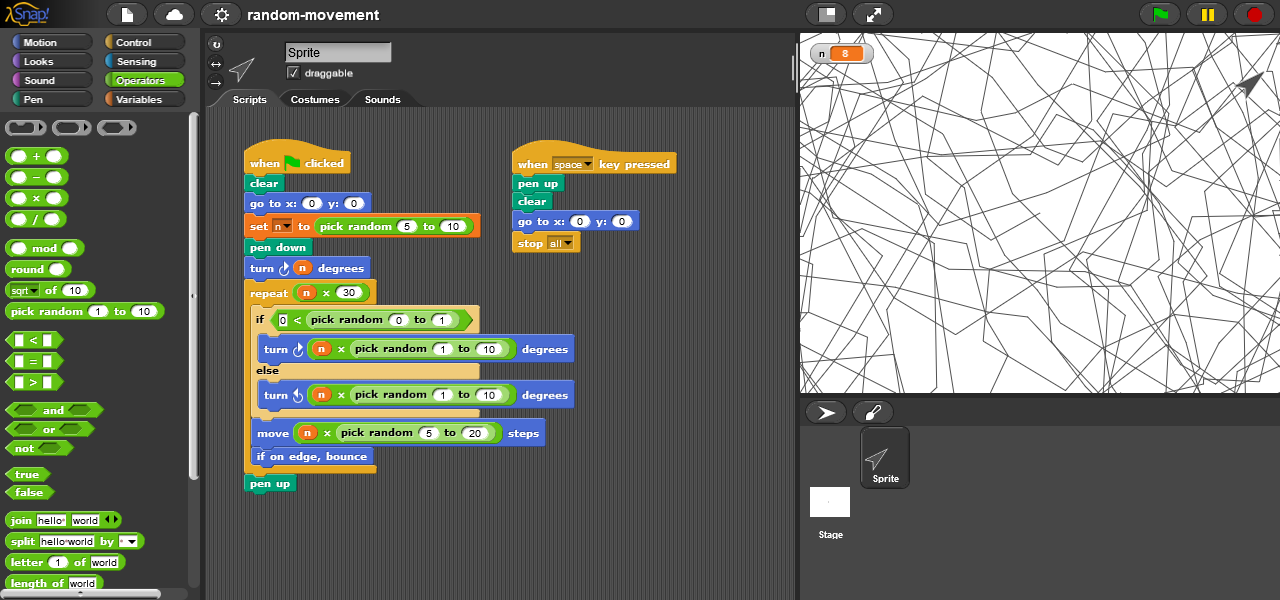 Snap!
random-movement
Motion
Control
Looks
Sensing
Sound
Operators
Pen
Variables
+
−
×
/
mod
round
sqrt of 10
pick random 1 to 10
<
=
>
and
or
not
true
false
join hello world
split hello world by
letter 1 of world
length of world
Sprite
draggable
Scripts Costumes Sounds
when clicked
clear
go to x: 0 y: 0
set n to pick random 5 to 10
pen down
turn n degrees
repeat n × 30
if 0 < pick random 0 to 1
turn n × pick random 1 to 10 degrees
else
turn n × pick random 1 to 10 degrees
move n × pick random 5 to 20 steps
if on edge, bounce
pen up
when space key pressed
pen up
clear
go to x: 0 y: 0
stop all
n 8
Sprite
Stage